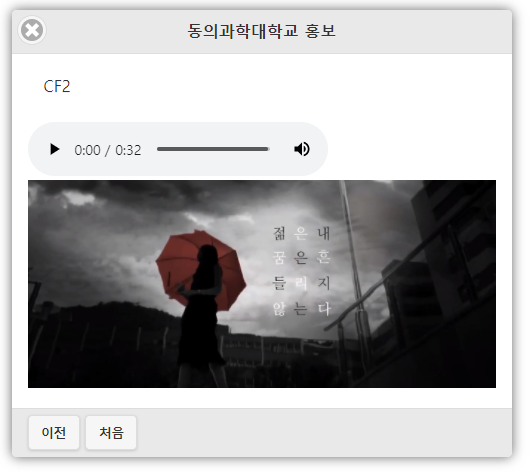 동의과학대학교 홍보
CF2
0:00 / 0:32
젊 은 내
꿈 은 흔
들 리 지
않 는 다
이전 처음